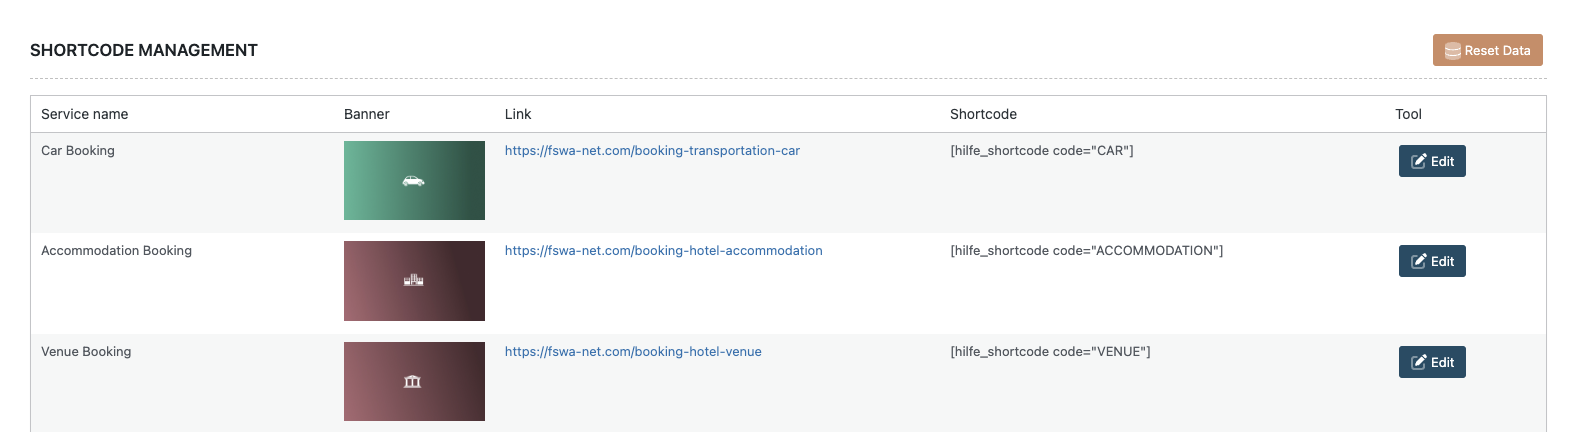 SHORTCODE MANAGEMENT
Reset Data
Service name Banner Link Shortcode Tool
Car Booking https://fswa-net.com/booking-transportation-car [hilfe_shortcode code="CAR"] Edit
Accommodation Booking https://fswa-net.com/booking-hotel-accommodation [hilfe_shortcode code="ACCOMMODATION"] Edit
Venue Booking https://fswa-net.com/booking-hotel-venue [hilfe_shortcode code="VENUE"] Edit